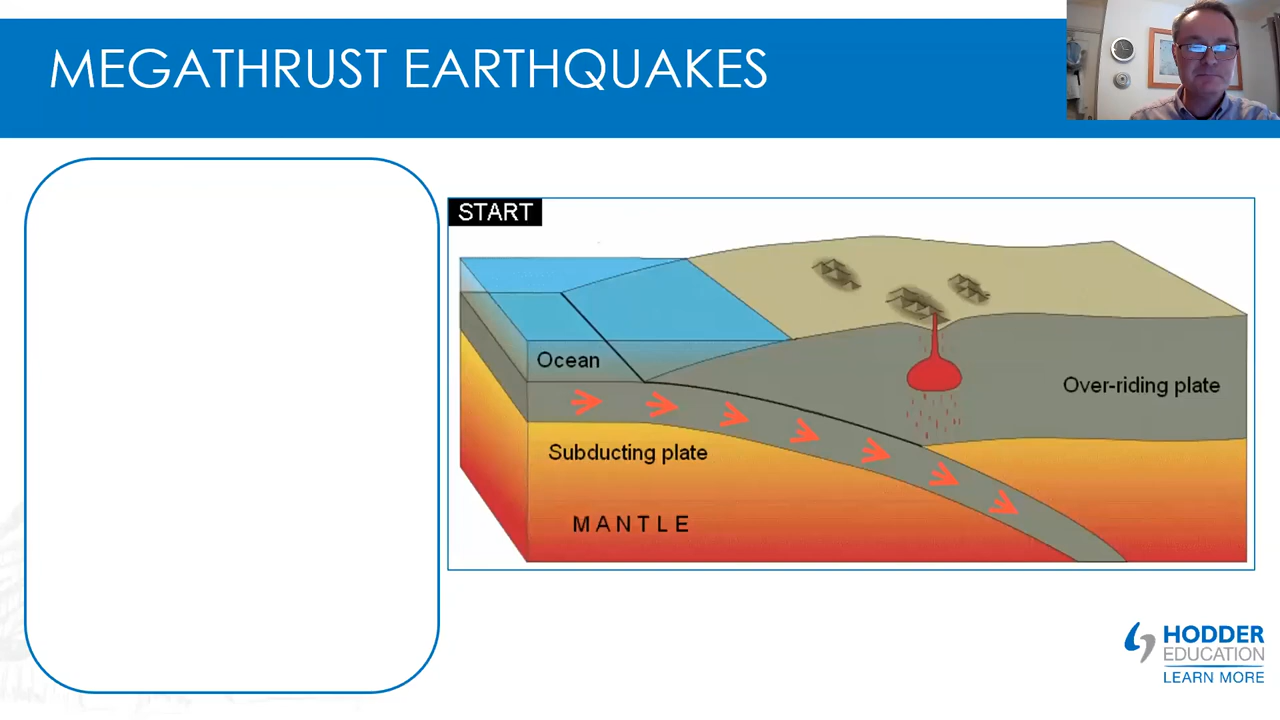 MEGATHRUST EARTHQUAKES
START
Ocean
Over-riding plate
Subducting plate
MANTLE
HODDER
EDUCATION
LEARN MORE